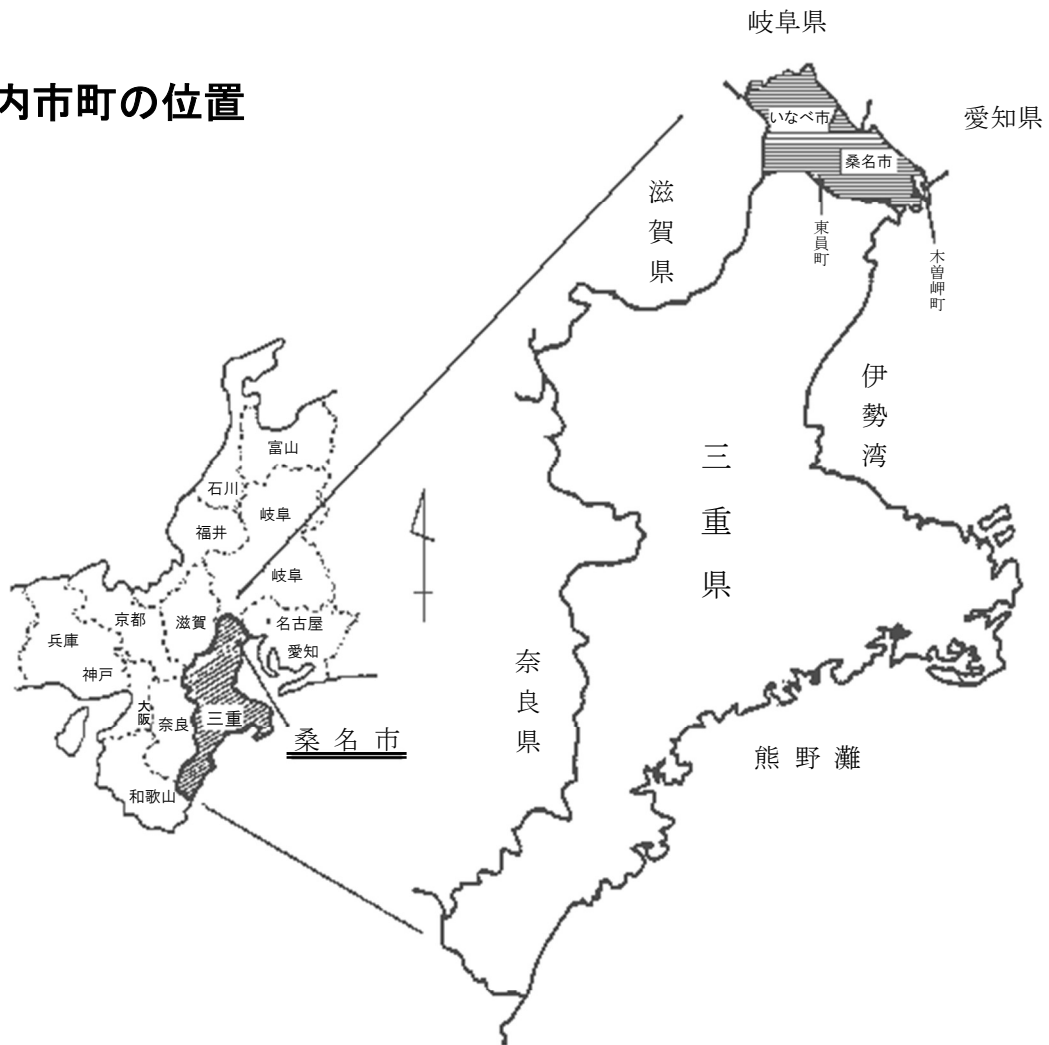 内市町の位置
岐阜県
愛知県
いなべ市
桑名市
東員町
木曽岬町
滋賀県
伊勢湾
三重県
奈良県
熊野灘
富山
石川
岐阜
福井
岐阜
京都
滋賀
名古屋
愛知
兵庫
神戸
大阪
奈良
三重
和歌山
桑名市